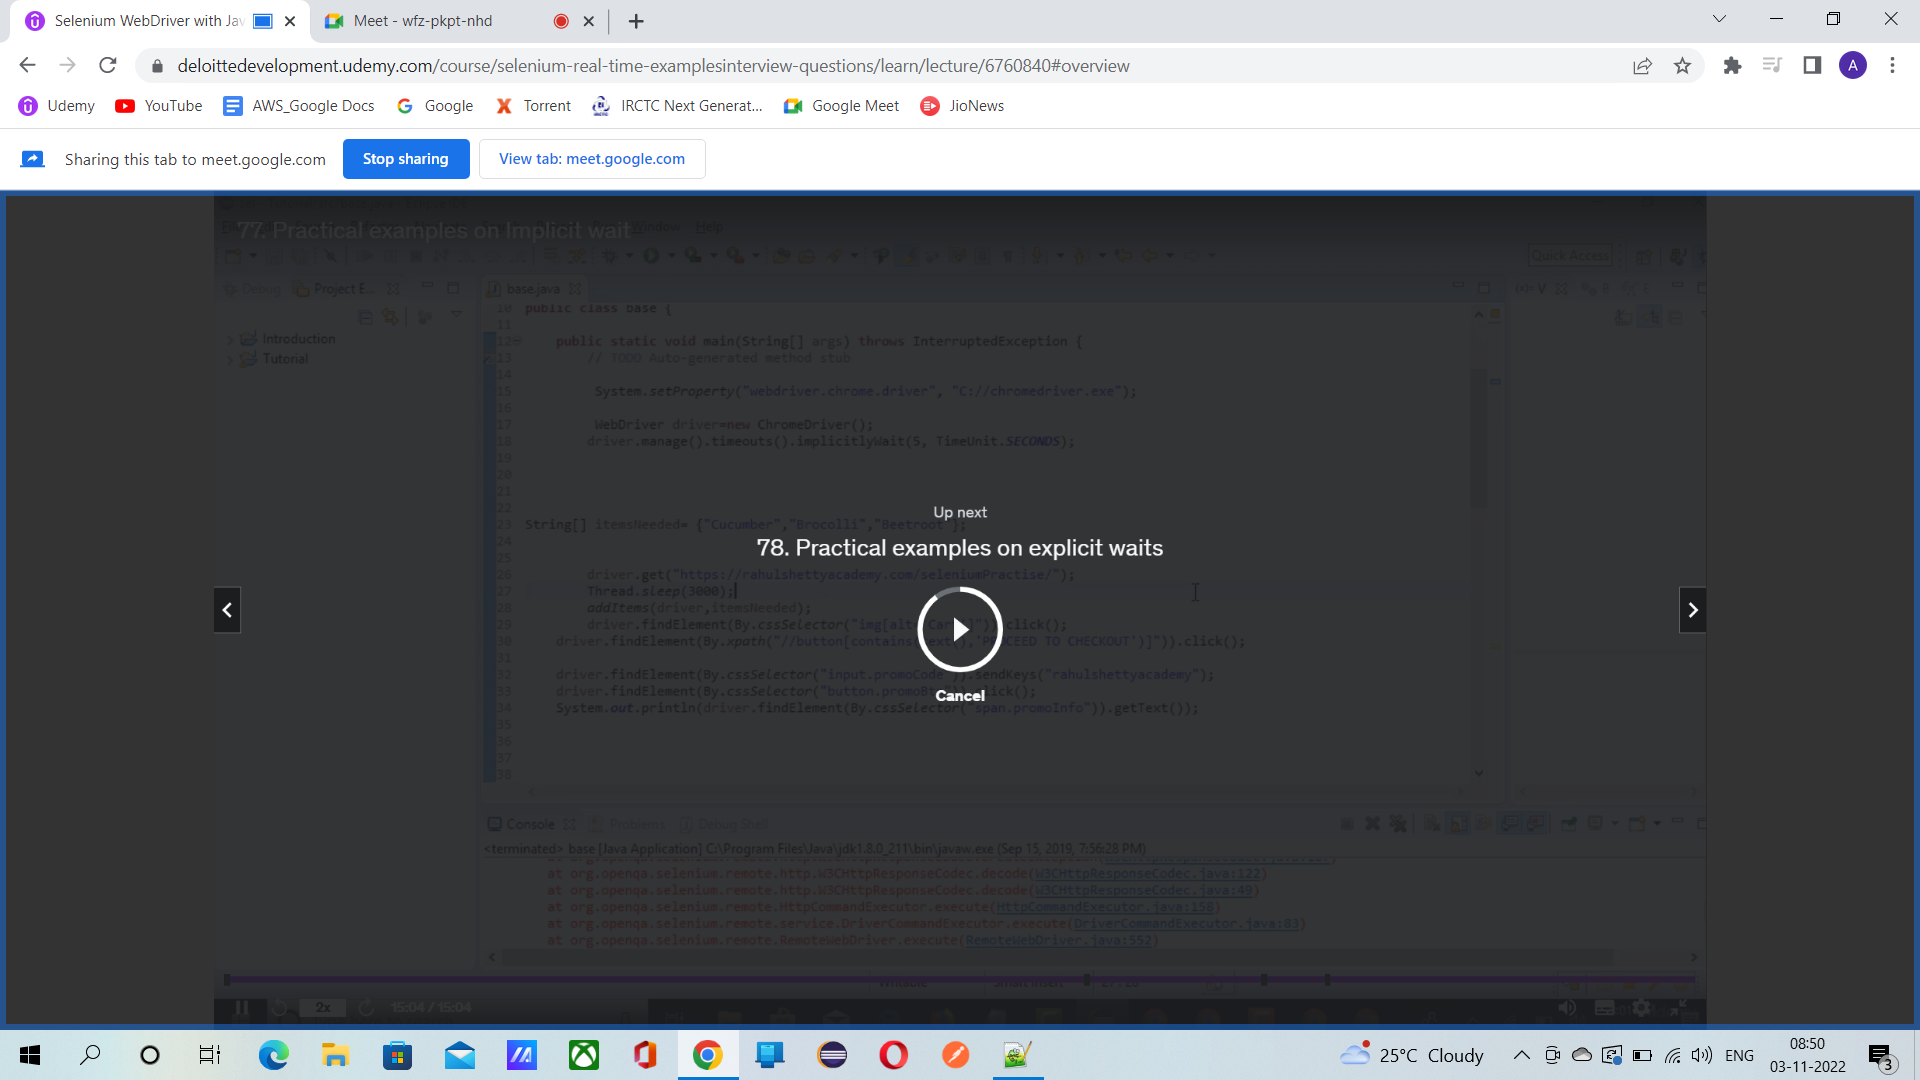 Selenium WebDriver with Jav
Meet - wfz-pkpt-nhd
deloittedevelopment.udemy.com/course/selenium-real-time-examplesinterview-questions/learn/lecture/6760840#overview
A
Udemy
YouTube
AWS_Google Docs
Google
Torrent
IRCTC Next Generat...
Google Meet
JioNews
Sharing this tab to meet.google.com
Stop sharing
View tab: meet.google.com
77. Practical examples on Implicit wait
Window Help
Quick Access
Debug
Project E...
base.java
Introduction
Tutorial
10 public class base {
11
12 public static void main(String[] args) throws InterruptedException {
13 // TODO Auto-generated method stub
14
15 System.setProperty("webdriver.chrome.driver", "C://chromedriver.exe");
16
17 WebDriver driver=new ChromeDriver();
18 driver.manage().timeouts().implicitlyWait(5, TimeUnit.SECONDS);
19
20
21
22
23 String[] itemsNeeded= {"Cucumber","Brocolli","Beetroot"};
24
25
26 driver.get("https://rahulshettyacademy.com/seleniumPractise/");
27 Thread.sleep(3000);
28 addItems(driver,itemsNeeded);
29 driver.findElement(By.cssSelector("img[alt= click();
30 driver.findElement(By.xpath("//button[contains( 'PROCEED TO CHECKOUT')]")).click();
31
32 driver.findElement(By.cssSelector("input.promoCode")).sendKeys("rahulshettyacademy");
33 driver.findElement(By.cssSelector("button.promoBtn")).click();
34 System.out.println(driver.findElement(By.cssSelector("span.promoInfo")).getText());
35
36
37
38
Up next
78. Practical examples on explicit waits
Cancel
Console
Problems
Debug Shell
<terminated> base [Java Application] C:\Program Files\Java\jdk1.8.0_211\bin\javaw.exe (Sep 15, 2019, 7:56:28 PM)
at org.openqa.selenium.remote.http.W3CHttpResponseCodec.decode(W3CHttpResponseCodec.java:122)
at org.openqa.selenium.remote.http.W3CHttpResponseCodec.decode(W3CHttpResponseCodec.java:49)
at org.openqa.selenium.remote.HttpCommandExecutor.execute(HttpCommandExecutor.java:158)
at org.openqa.selenium.remote.service.DriverCommandExecutor.execute(DriverCommandExecutor.java:83)
at org.openqa.selenium.remote.RemoteWebDriver.execute(RemoteWebDriver.java:552)
Writable
Smart Insert
2x
15:04 / 15:04
25°C Cloudy
ENG
08:50
03-11-2022
3